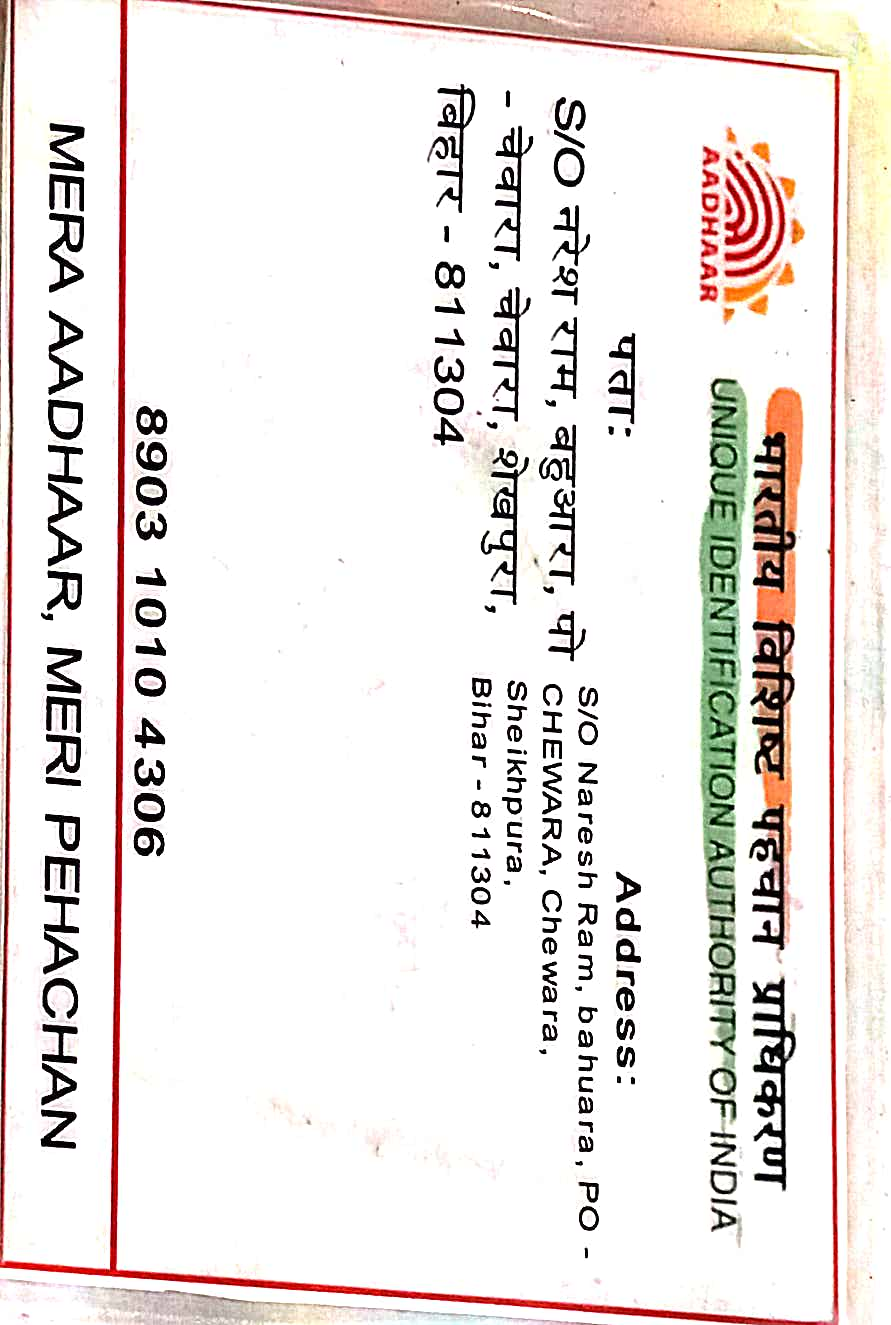 भारतीय विशिष्ट पहचान प्राधिकरण
UNIQUE IDENTIFICATION AUTHORITY OF INDIA
AADHAAR
पता:
S/O नरेश राम, बहुआरा, पो
- चेवारा, चेवारा, शेखपुरा,
बिहार - 811304
Address:
S/O Naresh Ram, bahuara, PO -
CHEWARA, Chewara,
Sheikhpura,
Bihar - 811304
8903 1010 4306
MERA AADHAAR, MERI PEHACHAN